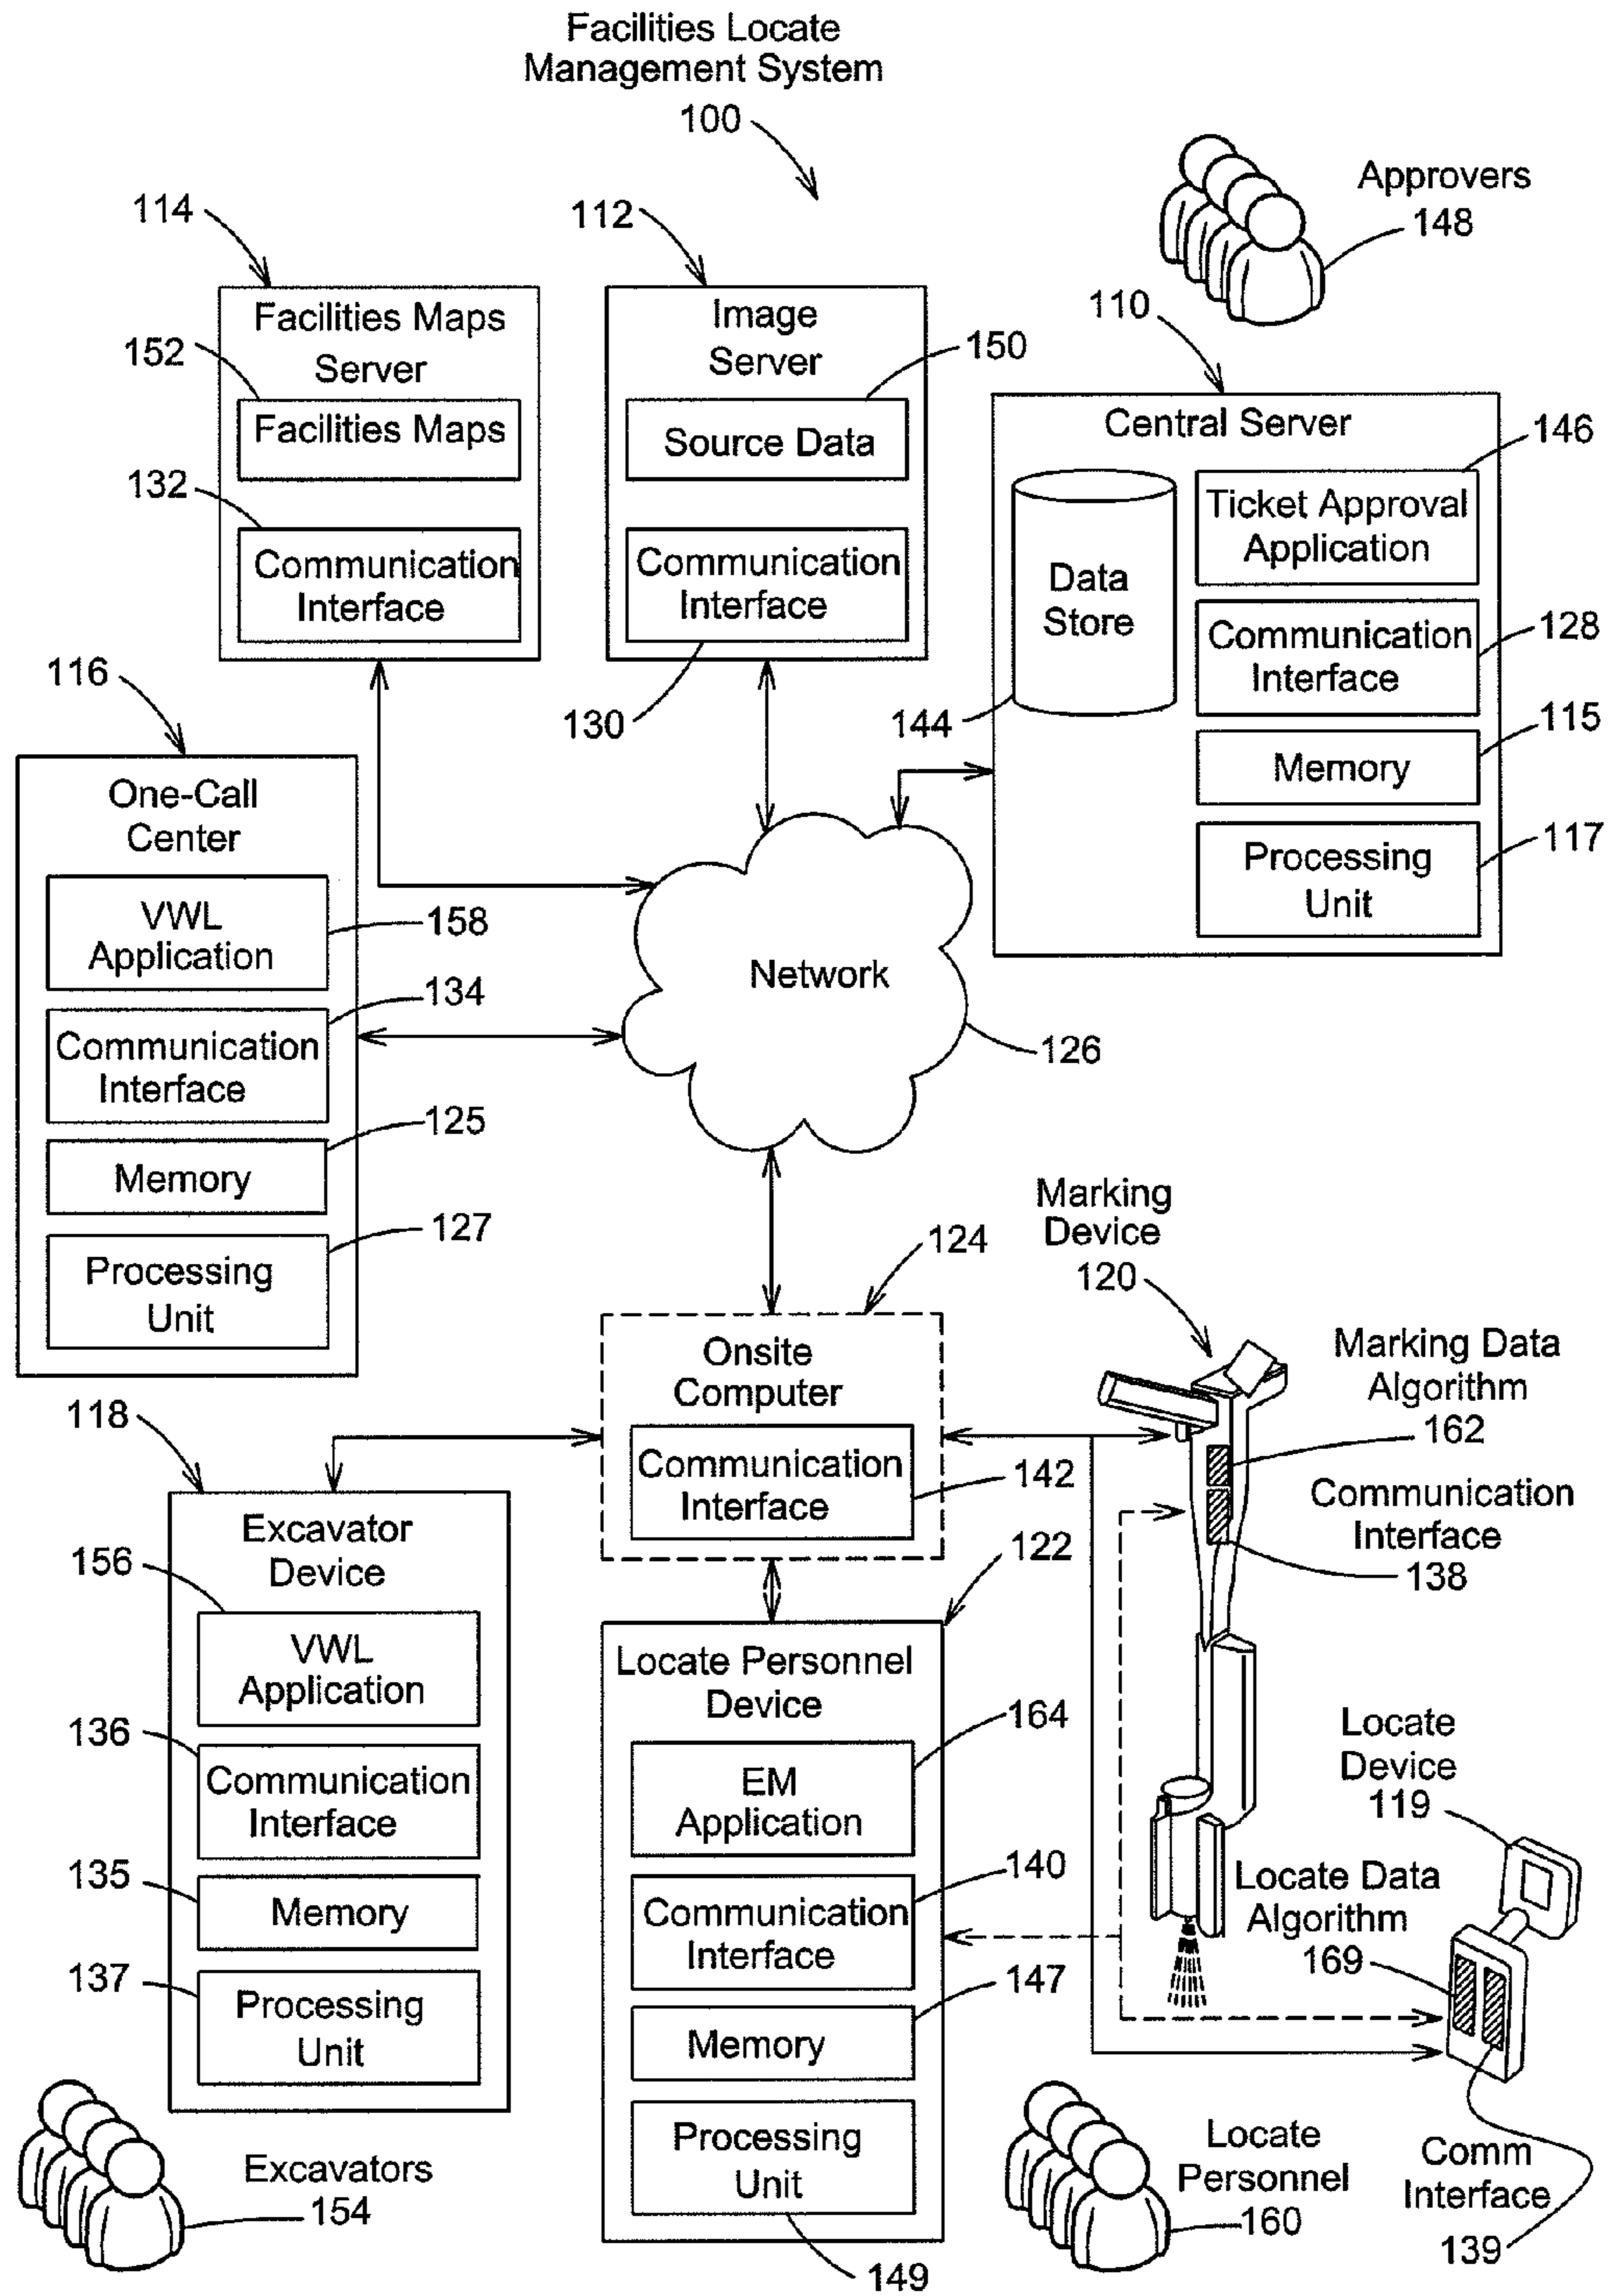 Facilities Locate
Management System
100
Approvers
148
114
Facilities Maps
Server
152
Facilities Maps
132
Communication
Interface
112
Image
Server
150
Source Data
Communication
Interface
130
110
Central Server
146
Ticket Approval
Application
Data
Store
144
Communication
Interface
128
115
Memory
Processing
Unit
117
116
One-Call
Center
VWL
Application
158
134
Communication
Interface
125
Memory
127
Processing
Unit
Network
126
124
Onsite
Computer
Communication
Interface
142
Marking
Device
120
Marking Data
Algorithm
162
Communication
Interface
138
118
Excavator
Device
156
VWL
Application
136
Communication
Interface
135
Memory
137
Processing
Unit
122
Locate Personnel
Device
164
EM
Application
140
Communication
Interface
147
Memory
Processing
Unit
149
Locate
Device
119
Locate Data
Algorithm
169
Comm
Interface
139
Excavators
154
Locate
Personnel
160